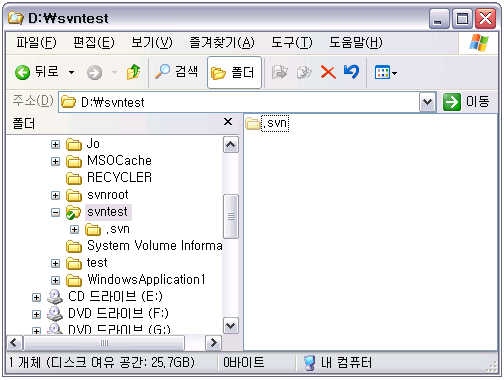 D:\svntest
파일(F) 편집(E) 보기(V) 즐겨찾기(A) 도구(T) 도움말(H)
뒤로 검색 폴더
주소(D) D:\svntest 이동
폴더
.svn
Jo
MSOCache
RECYCLER
svnroot
svntest
.svn
System Volume Informa
test
WindowsApplication1
CD 드라이브 (E:)
DVD 드라이브 (F:)
DVD 드라이브 (G:)
1 개체 (디스크 여유 공간: 25,7GB) 0바이트 내 컴퓨터